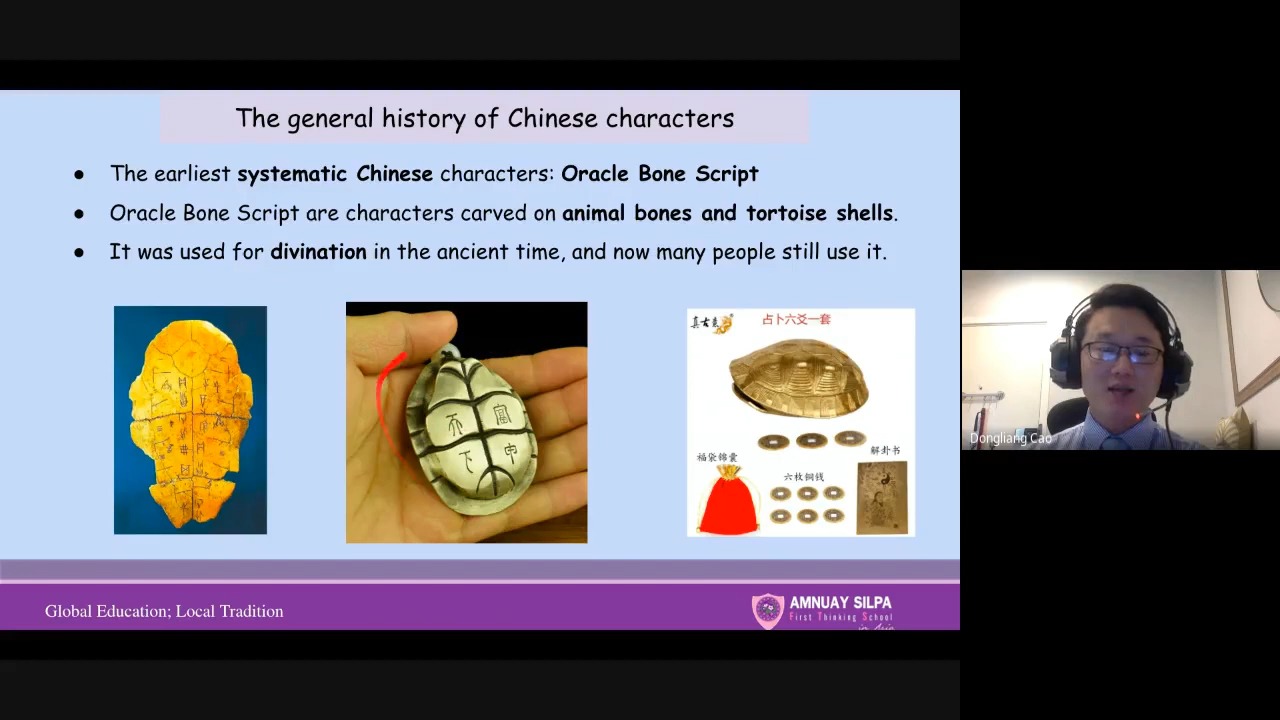 The general history of Chinese characters
● The earliest systematic Chinese characters: Oracle Bone Script
● Oracle Bone Script are characters carved on animal bones and tortoise shells.
● It was used for divination in the ancient time, and now many people still use it.
占卜六爻一套
福袋锦囊
六枚铜钱
解卦书
Global Education; Local Tradition
AMNUAY SILPA
First Thinking School
in Asia
Dongliang Cao